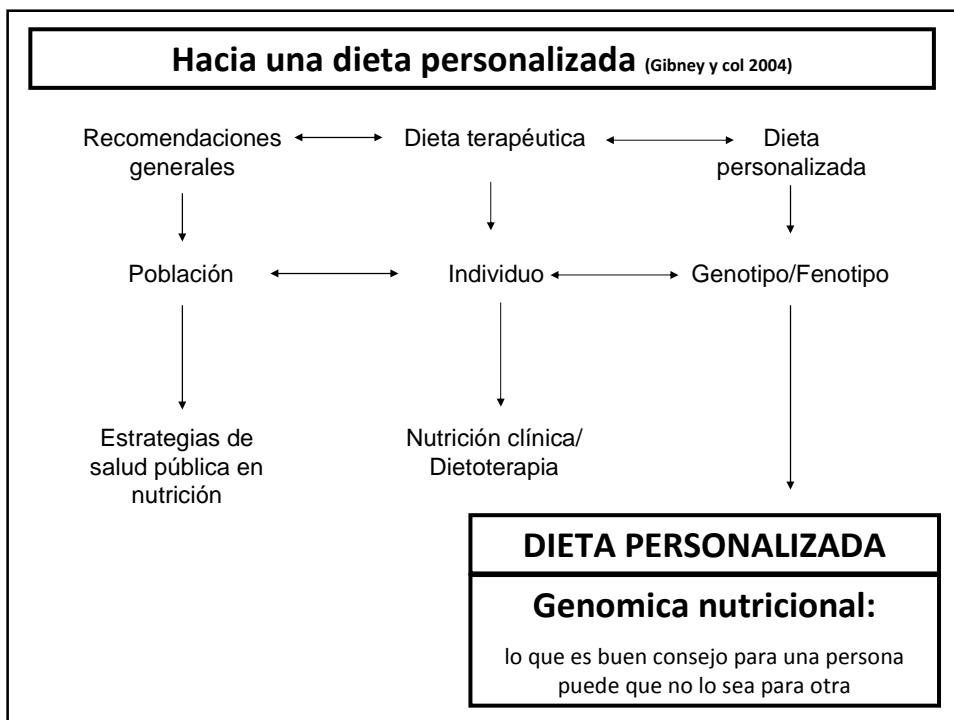 Hacia una dieta personalizada (Gibney y col 2004)
Recomendaciones
generales
Dieta terapéutica
Dieta
personalizada
Población
Individuo
Genotipo/Fenotipo
Estrategias de
salud pública en
nutrición
Nutrición clínica/
Dietoterapia
DIETA PERSONALIZADA
Genomica nutricional:
lo que es buen consejo para una persona
puede que no lo sea para otra